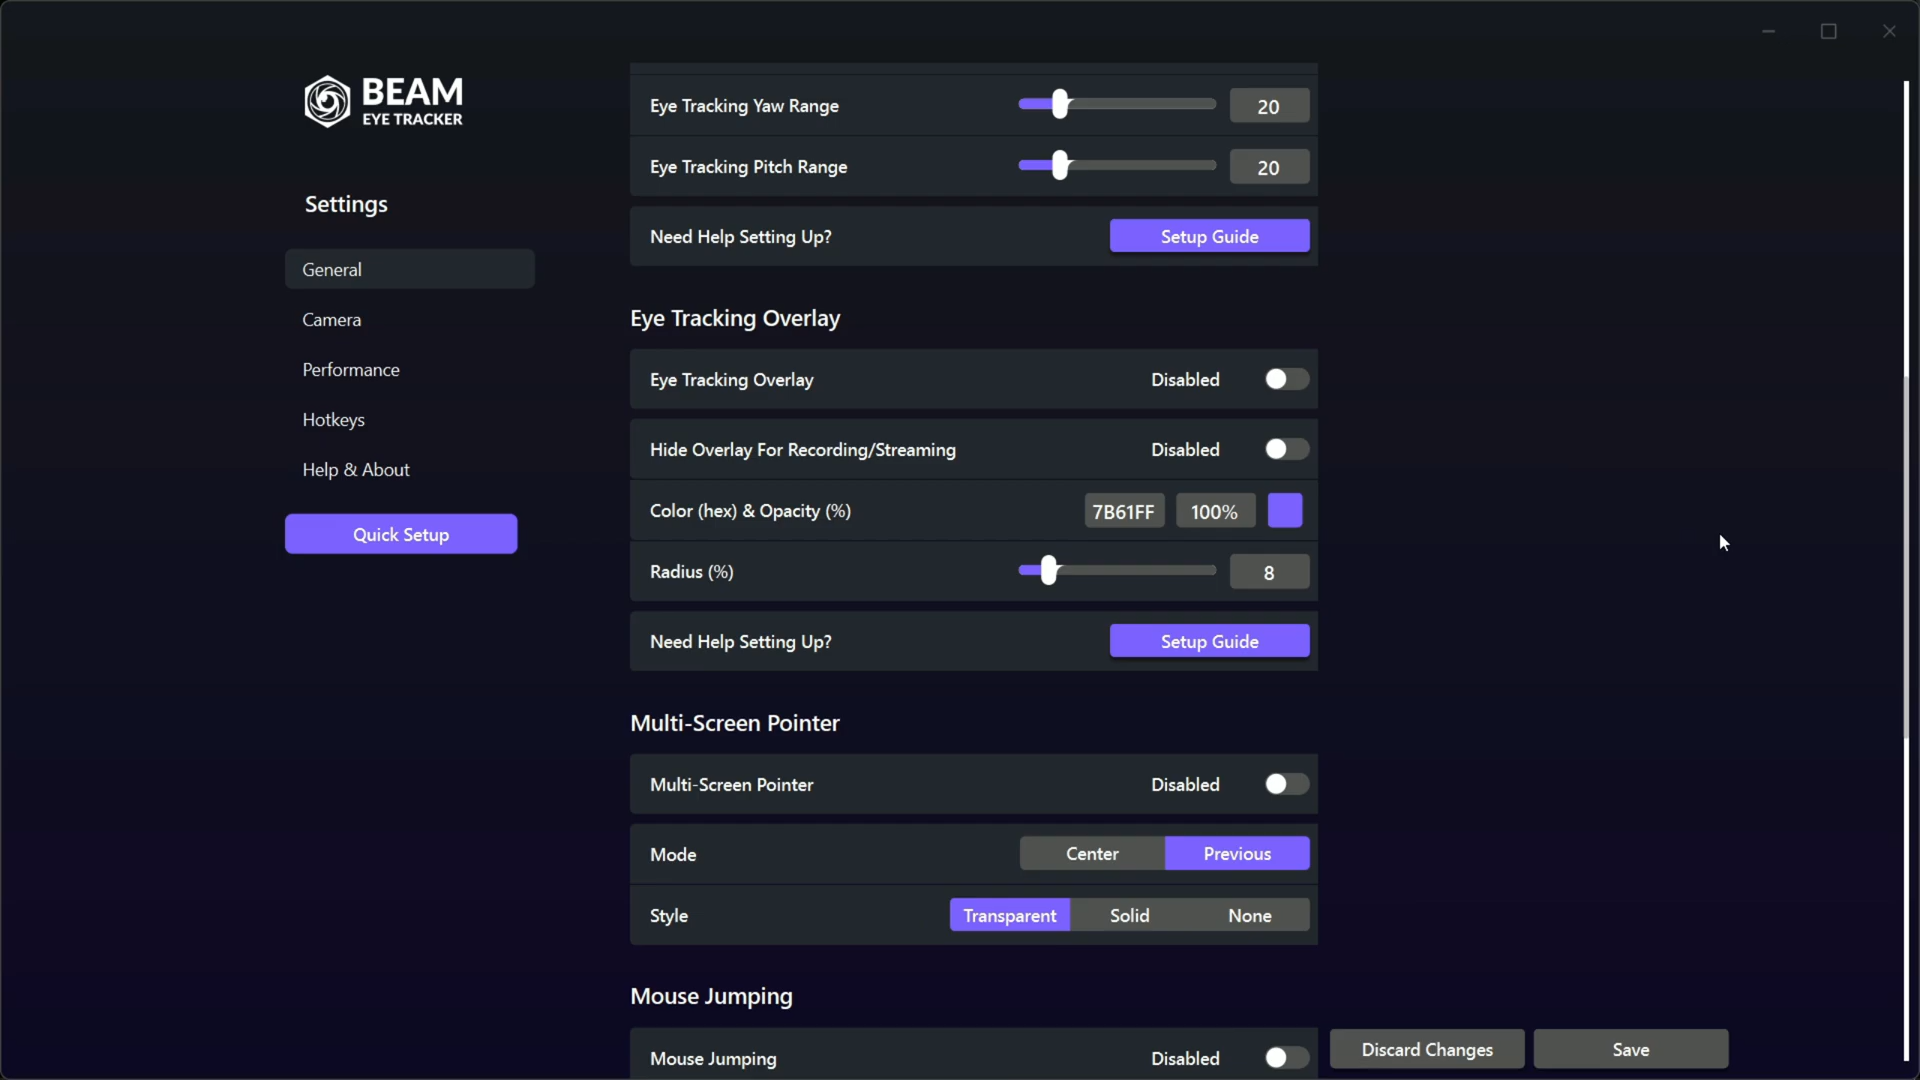 BEAM
EYE TRACKER
Settings
General
Camera
Performance
Hotkeys
Help & About
Quick Setup
Eye Tracking Yaw Range 20
Eye Tracking Pitch Range 20
Need Help Setting Up? Setup Guide
Eye Tracking Overlay
Eye Tracking Overlay Disabled
Hide Overlay For Recording/Streaming Disabled
Color (hex) & Opacity (%) 7B61FF 100%
Radius (%) 8
Need Help Setting Up? Setup Guide
Multi-Screen Pointer
Multi-Screen Pointer Disabled
Mode Center Previous
Style Transparent Solid None
Mouse Jumping
Mouse Jumping Disabled
Discard Changes Save